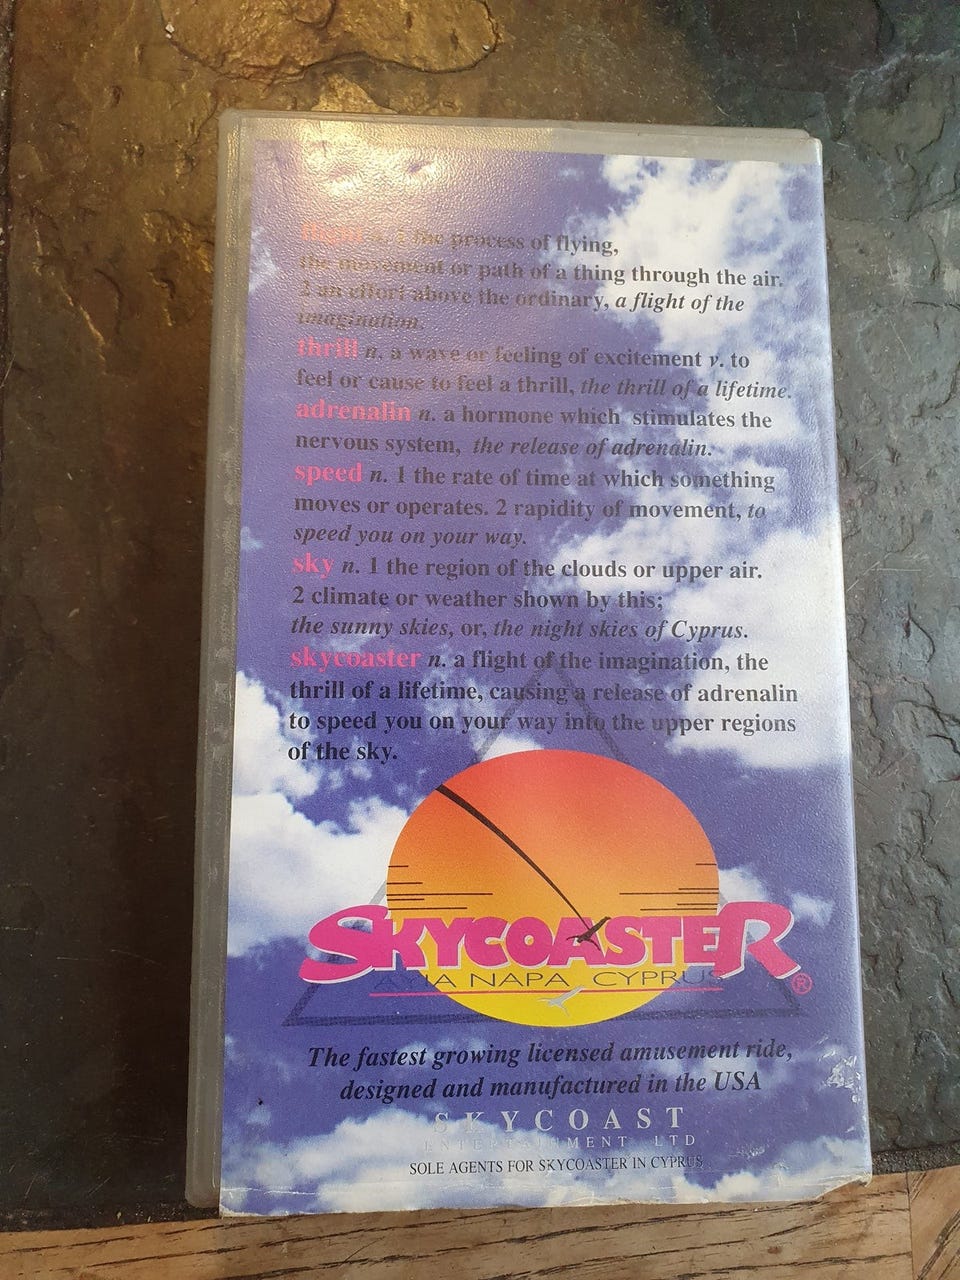 flight n. 1 the process of flying,
the movement or path of a thing through the air.
2 an effort above the ordinary, a flight of the
imagination.
thrill n. a wave or feeling of excitement v. to
feel or cause to feel a thrill, the thrill of a lifetime.
adrenalin n. a hormone which stimulates the
nervous system, the release of adrenalin.
speed n. 1 the rate of time at which something
moves or operates. 2 rapidity of movement, to
speed you on your way.
sky n. 1 the region of the clouds or upper air.
2 climate or weather shown by this;
the sunny skies, or, the night skies of Cyprus.
skycoaster n. a flight of the imagination, the
thrill of a lifetime, causing a release of adrenalin
to speed you on your way into the upper regions
of the sky.
SKYCOASTER ®
AYIA NAPA CYPRUS
The fastest growing licensed amusement ride,
designed and manufactured in the USA
SKYCOAST
ENTERTAINMENT LTD
SOLE AGENTS FOR SKYCOASTER IN CYPRUS